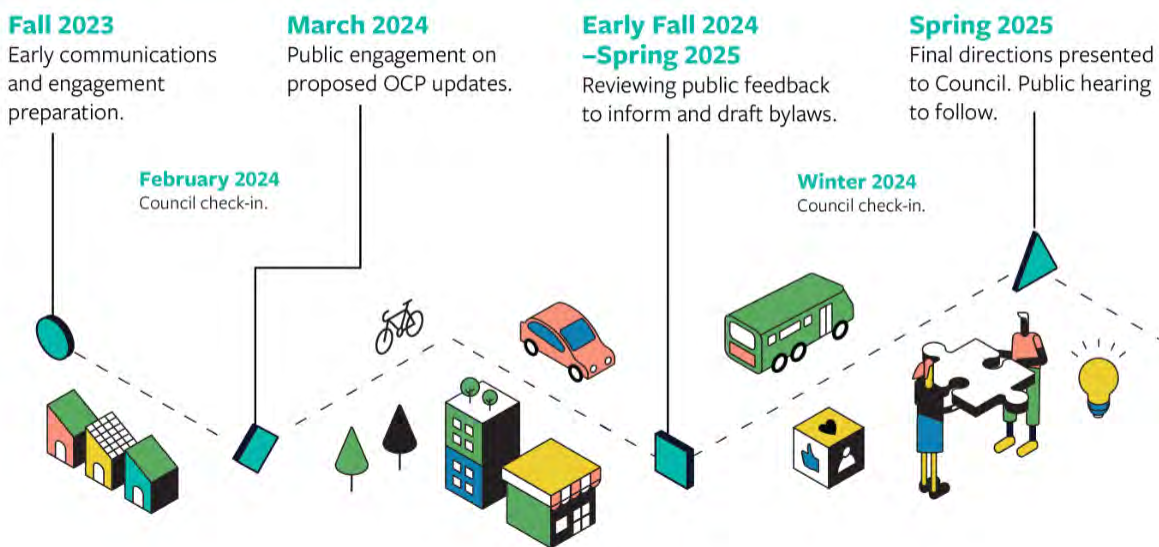 Fall 2023
Early communications
and engagement
preparation.
February 2024
Council check-in.
March 2024
Public engagement on
proposed OCP updates.
Early Fall 2024
–Spring 2025
Reviewing public feedback
to inform and draft bylaws.
Winter 2024
Council check-in.
Spring 2025
Final directions presented
to Council. Public hearing
to follow.